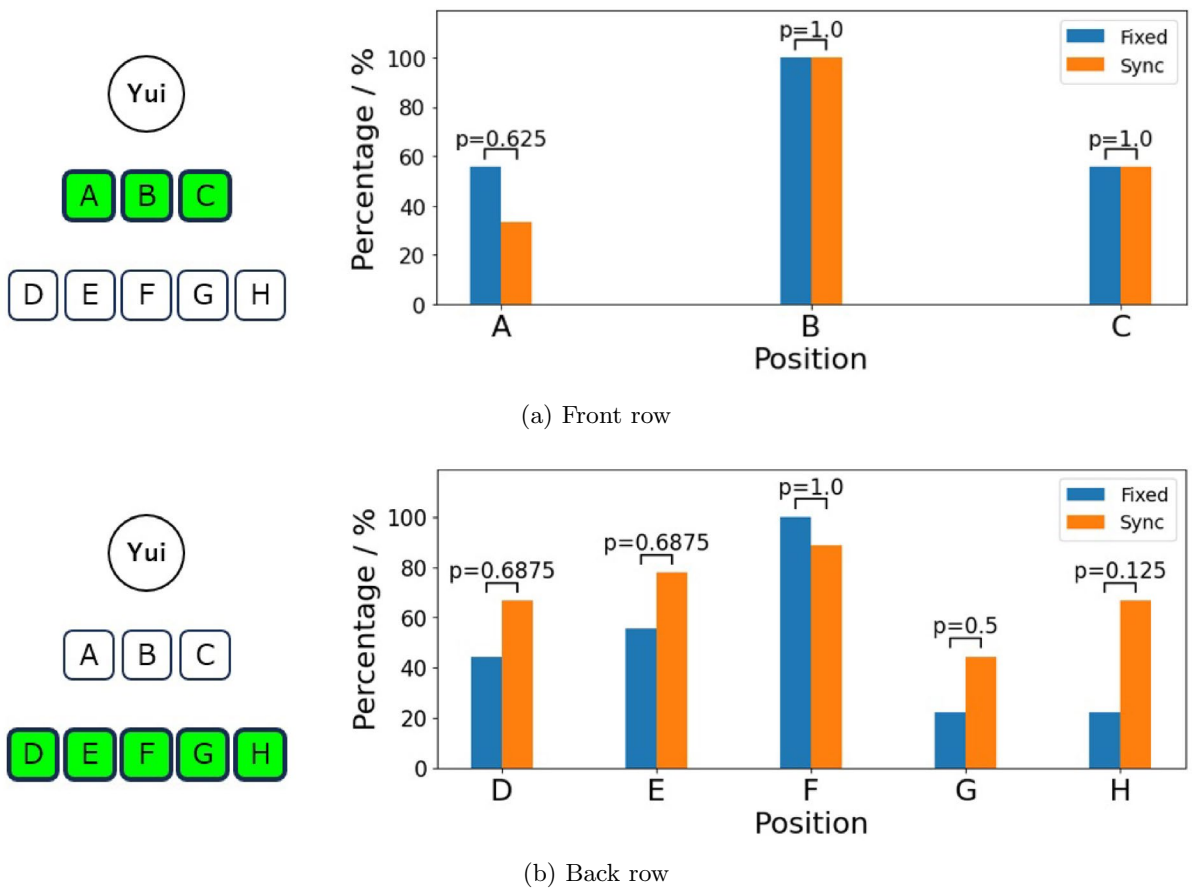 Yui
A B C
D E F G H
Percentage / %
100
80
60
40
20
0
p=0.625
p=1.0
p=1.0
Fixed
Sync
A B C
Position
(a) Front row
Yui
A B C
D E F G H
Percentage / %
100
80
60
40
20
0
p=0.6875
p=0.6875
p=1.0
p=0.5
p=0.125
Fixed
Sync
D E F G H
Position
(b) Back row